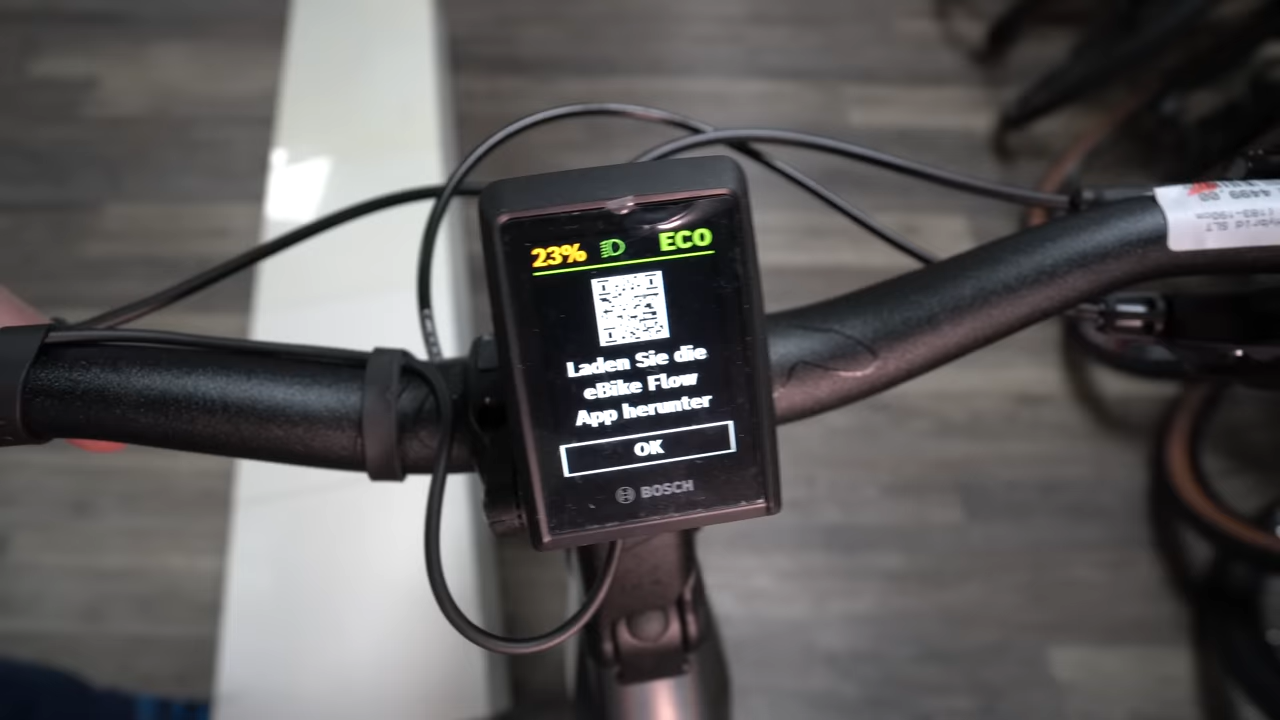 23% ECO
Laden Sie die
eBike Flow
App herunter
OK
BOSCH